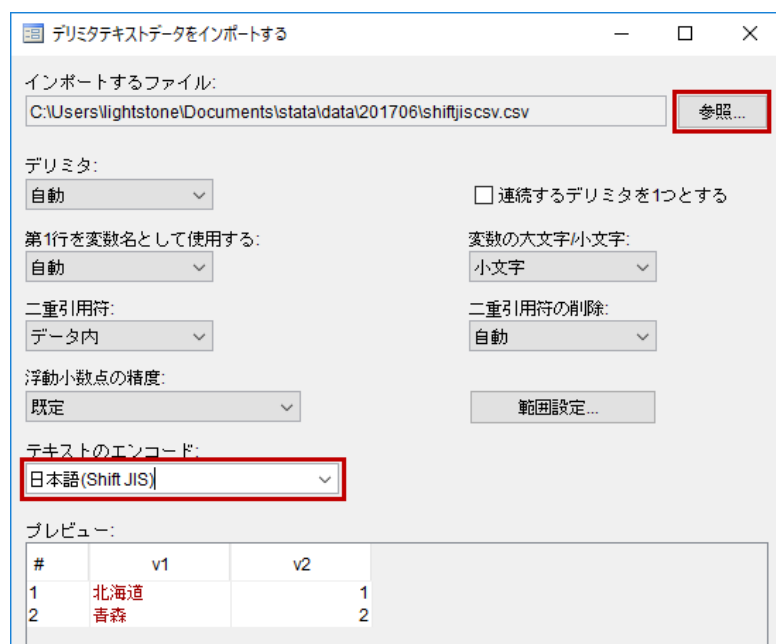 デリミタテキストデータをインポートする
インポートするファイル:
C:\Users\lightstone\Documents\stata\data\201706\shiftjiscsv.csv
参照...
デリミタ:
自動
連続するデリミタを1つとする
第1行を変数名として使用する:
変数の大文字/小文字:
自動
小文字
二重引用符:
二重引用符の削除:
データ内
自動
浮動小数点の精度:
既定
範囲設定...
テキストのエンコード:
日本語(Shift JIS)
プレビュー:
# v1 v2
1 北海道 1
2 青森 2